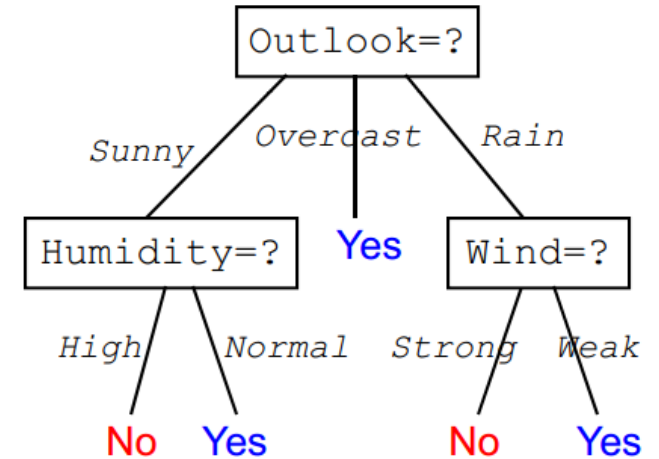 Outlook=?
Sunny Overcast Rain
Humidity=? Yes Wind=?
High Normal Strong Weak
No Yes No Yes